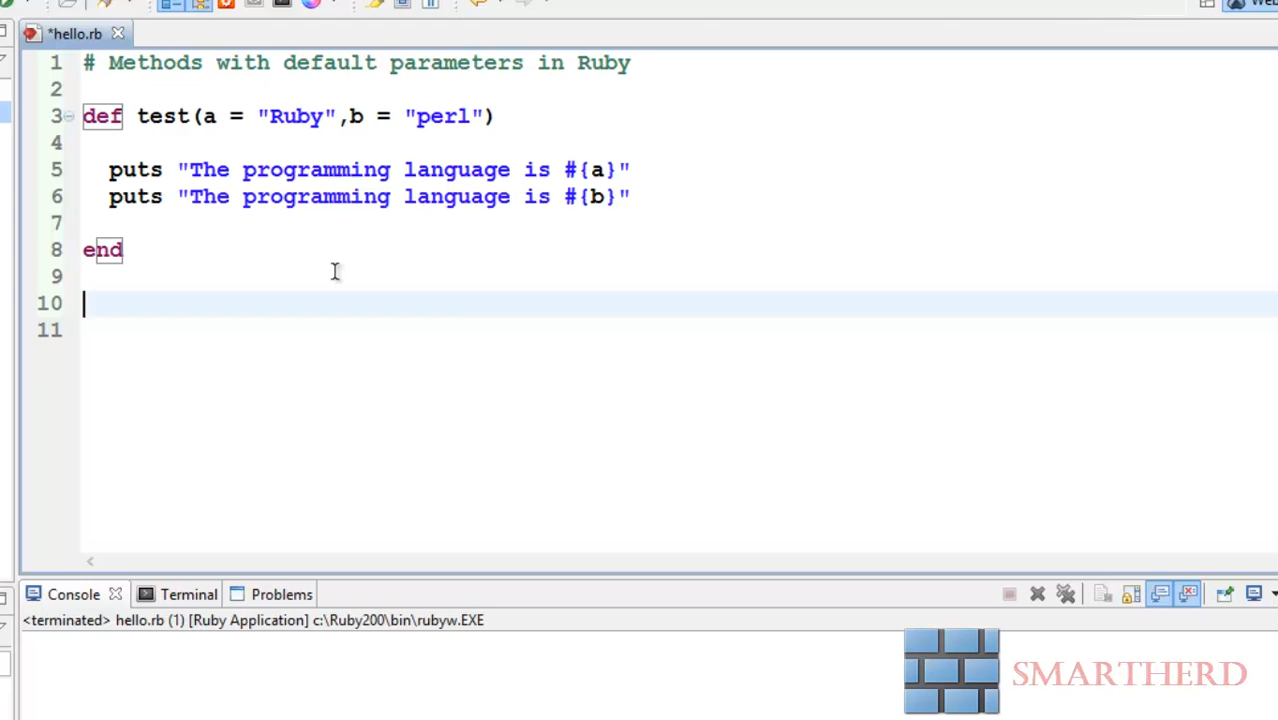 Web
*hello.rb
1 # Methods with default parameters in Ruby
2
3 def test(a = "Ruby",b = "perl")
4
5 puts "The programming language is #{a}"
6 puts "The programming language is #{b}"
7
8 end
9
10
11
Console Terminal Problems
<terminated> hello.rb (1) [Ruby Application] c:\Ruby200\bin\rubyw.EXE
SMARTHERD